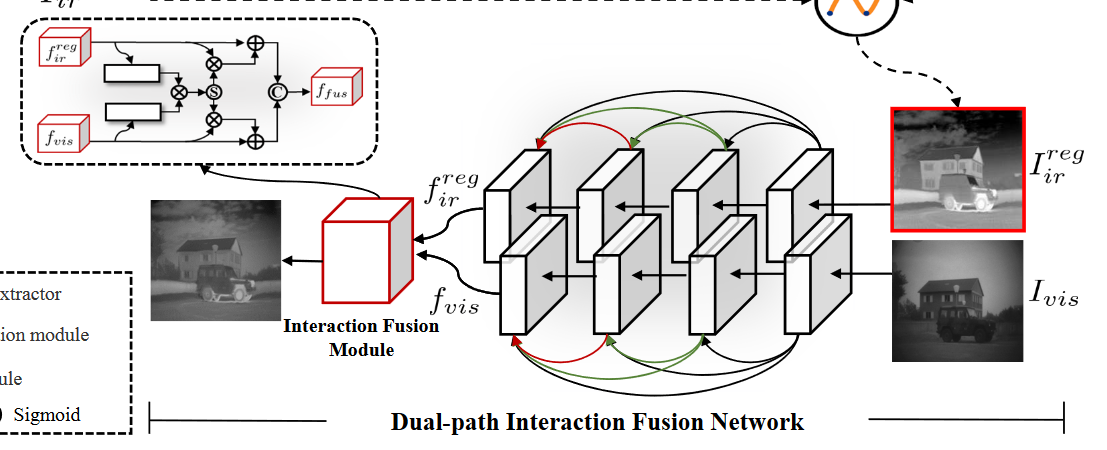 f_{ir}^{reg}
S
C
f_{fus}
f_{vis}
I_{ir}^{reg}
f_{ir}^{reg}
I_{vis}
f_{vis}
Interaction Fusion
Module
xtractor
ion module
ule
Sigmoid
Dual-path Interaction Fusion Network